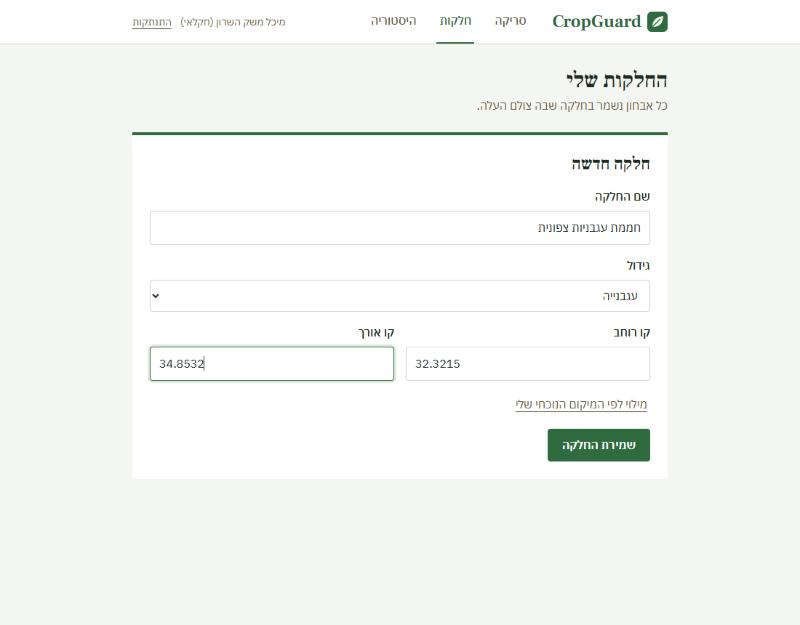 CropGuard
סריקה
חלקות
היסטוריה
מיכל משק השרון (חקלאי)
התנתקות
החלקות שלי
כל אבחון נשמר בחלקה שבה צולם העלה.
חלקה חדשה
שם החלקה
חממת עגבניות צפונית
גידול
עגבנייה
קו רוחב
קו אורך
32.3215
34.8532
מילוי לפי המיקום הנוכחי שלי
שמירת החלקה